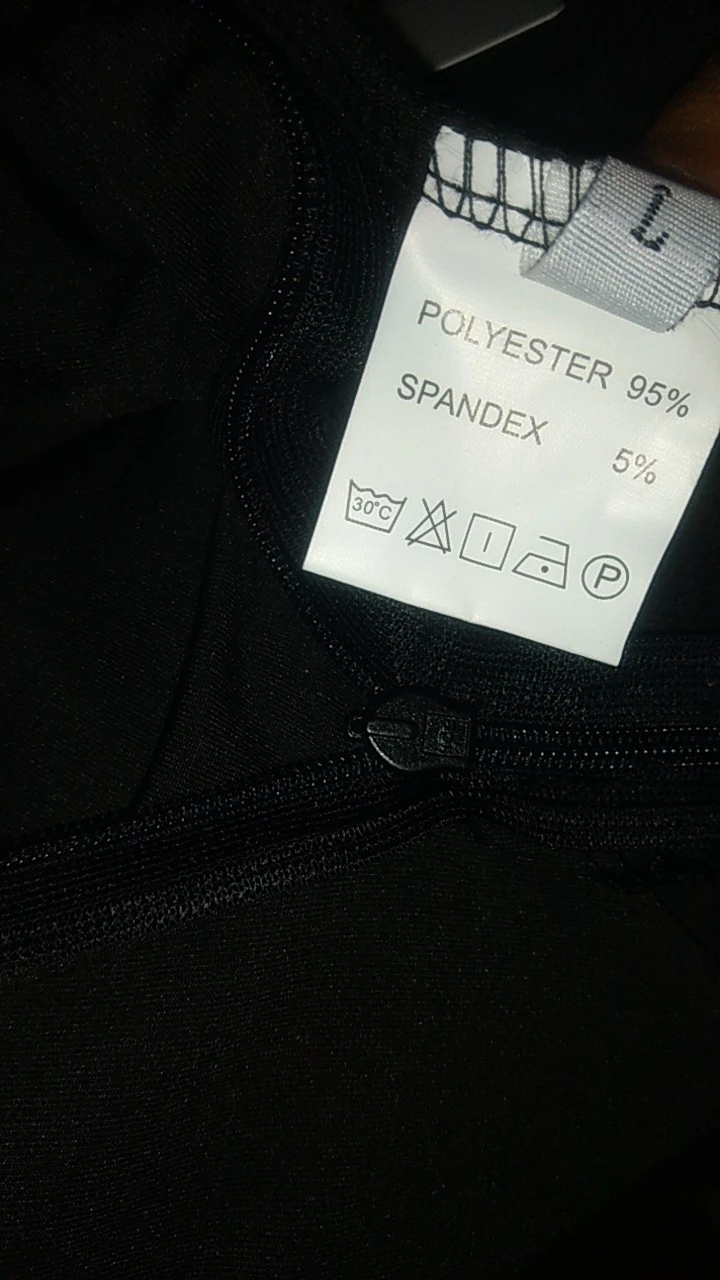 L
POLYESTER 95%
SPANDEX 5%
30°C
P